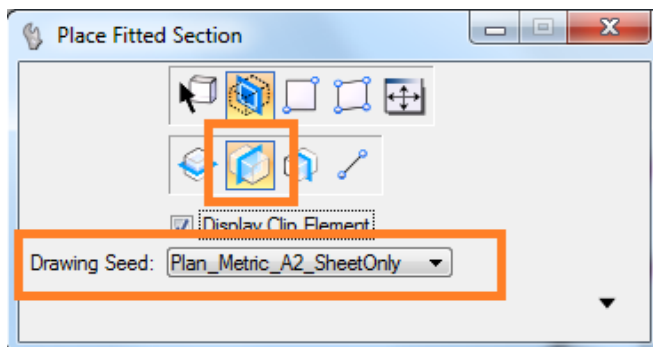 Place Fitted Section
Display Clip Element
Drawing Seed: Plan_Metric_A2_SheetOnly